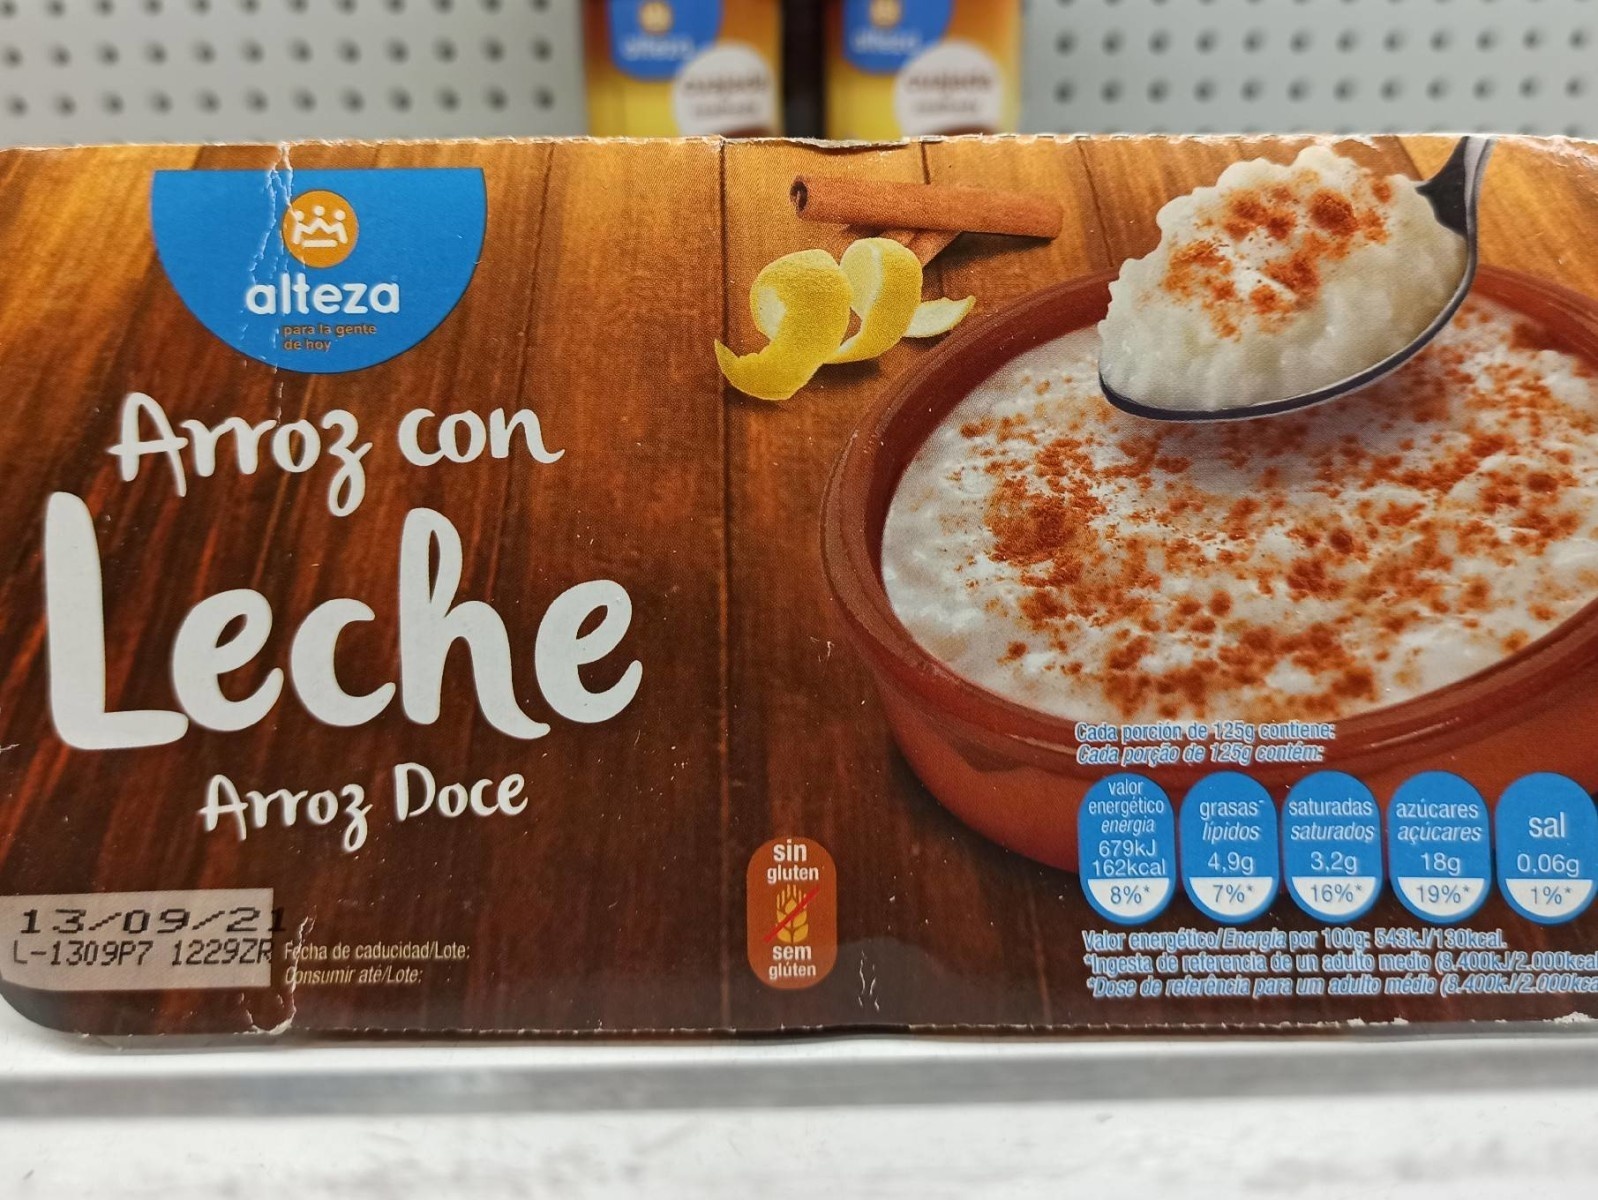 alteza
para la gente
de hoy
Arroz con
Leche
Arroz Doce
13/09/21
L-1309P7 1229ZR
Fecha de caducidad/Lote:
Consumir até/Lote:
sin
gluten
sem
glúten
Cada porción de 125g contiene:
Cada porção de 125g contém:
valor
energético
energia
679kJ
162kcal
8%*
grasas
lípidos
4,9g
7%*
saturadas
saturados
3,2g
16%*
azúcares
açúcares
18g
19%*
sal
0,06g
1%*
Valor energético/Energia por 100g: 543kJ/130kcal.
*Ingesta de referencia de un adulto medio (8.400kJ/2.000kcal
*Dose de referência para um adulto médio (8.400kJ/2.000kca